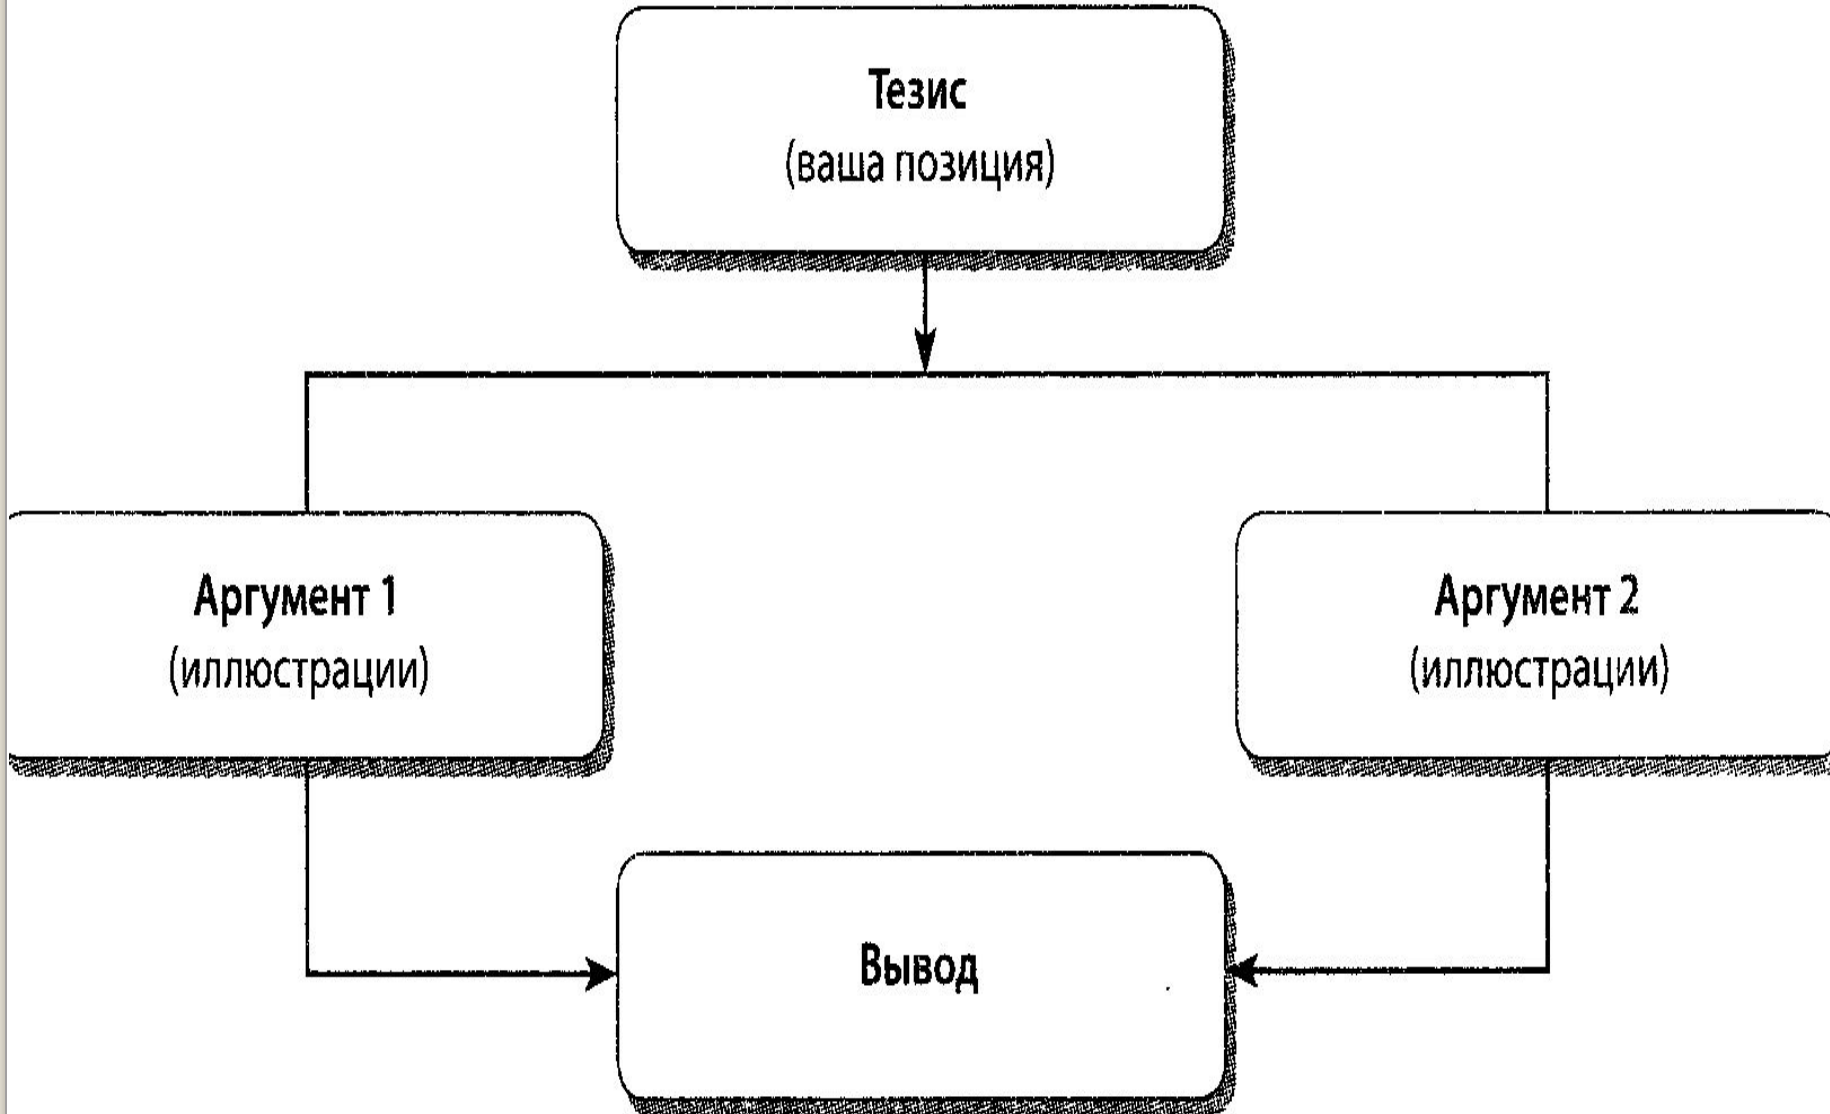 Тезис
(ваша позиция)
Аргумент 1
(иллюстрации)
Аргумент 2
(иллюстрации)
Вывод